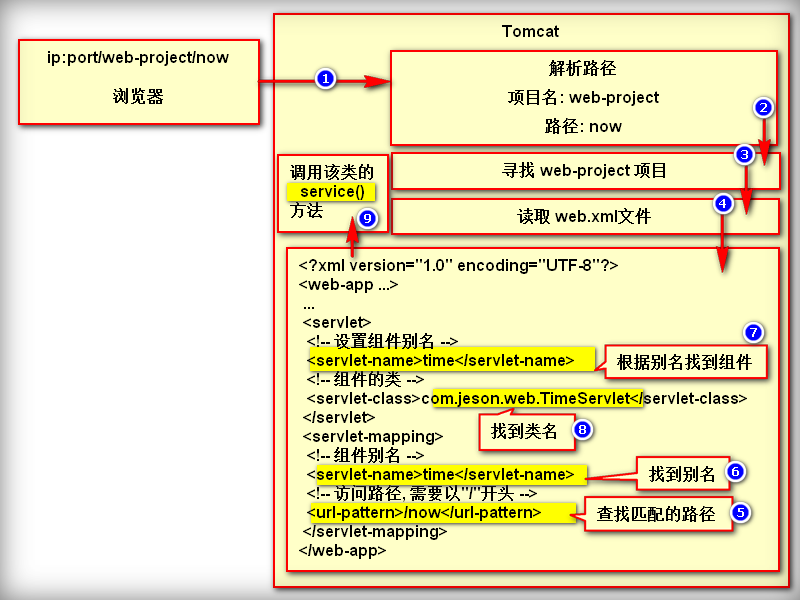 Tomcat
ip:port/web-project/now
浏览器
1
解析路径
项目名: web-project
路径: now
2
3
寻找 web-project 项目
调用该类的
service()
方法
9
4
读取 web.xml文件
<?xml version="1.0" encoding="UTF-8"?>
<web-app ...>
...
<servlet>
<!-- 设置组件别名 -->
<servlet-name>time</servlet-name>
7
根据别名找到组件
<!-- 组件的类 -->
<servlet-class>com.jeson.web.TimeServlet</servlet-class>
</servlet>
找到类名
8
<servlet-mapping>
<!-- 组件别名 -->
<servlet-name>time</servlet-name>
找到别名
6
<!-- 访问路径, 需要以"/"开头 -->
<url-pattern>/now</url-pattern>
查找匹配的路径
5
</servlet-mapping>
</web-app>